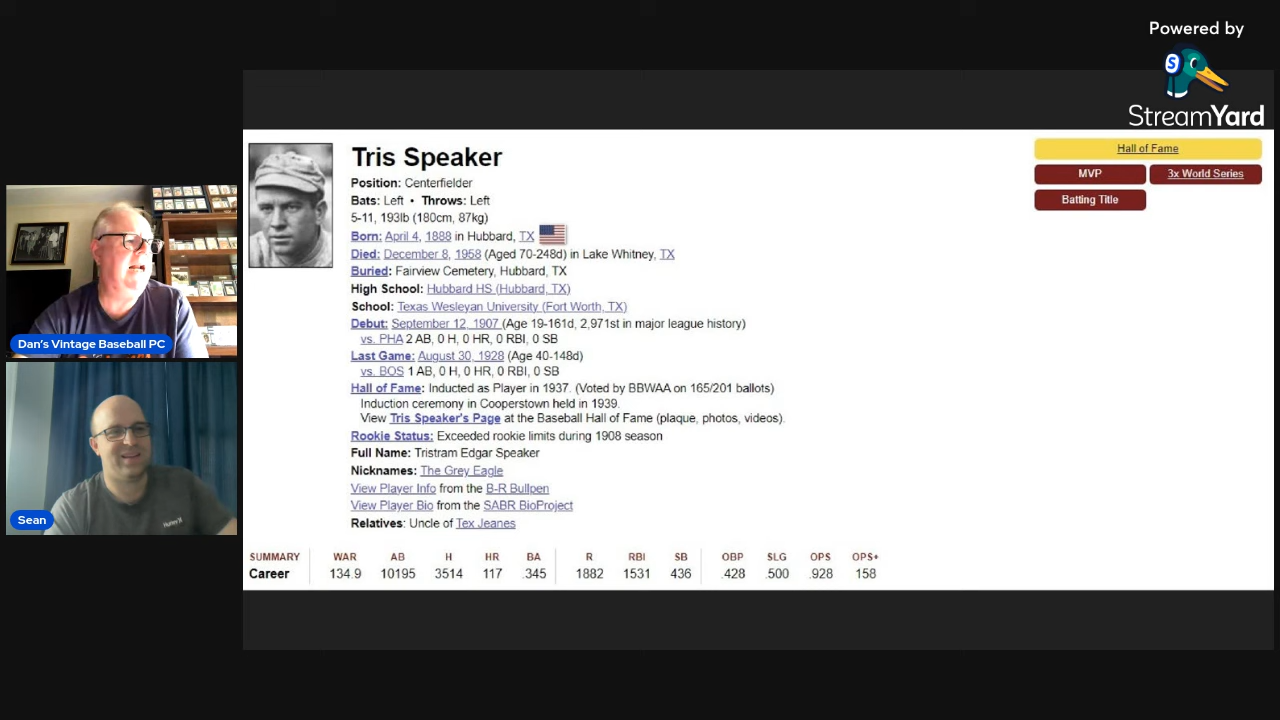 Powered by
StreamYard
Tris Speaker
Position: Centerfielder
Bats: Left • Throws: Left
5-11, 193lb (180cm, 87kg)
Born: April 4, 1888 in Hubbard, TX
Died: December 8, 1958 (Aged 70-248d) in Lake Whitney, TX
Buried: Fairview Cemetery, Hubbard, TX
High School: Hubbard HS (Hubbard, TX)
School: Texas Wesleyan University (Fort Worth, TX)
Debut: September 12, 1907 (Age 19-161d, 2,971st in major league history)
vs. PHA 2 AB, 0 H, 0 HR, 0 RBI, 0 SB
Last Game: August 30, 1928 (Age 40-148d)
vs. BOS 1 AB, 0 H, 0 HR, 0 RBI, 0 SB
Hall of Fame: Inducted as Player in 1937. (Voted by BBWAA on 165/201 ballots)
Induction ceremony in Cooperstown held in 1939.
View Tris Speaker's Page at the Baseball Hall of Fame (plaque, photos, videos).
Rookie Status: Exceeded rookie limits during 1908 season
Full Name: Tristram Edgar Speaker
Nicknames: The Grey Eagle
View Player Info from the B-R Bullpen
View Player Bio from the SABR BioProject
Relatives: Uncle of Tex Jeanes
Hall of Fame
MVP 3x World Series
Batting Title
SUMMARY WAR AB H HR BA R RBI SB OBP SLG OPS OPS+
Career 134.9 10195 3514 117 .345 1882 1531 436 .428 .500 .928 158
Dan's Vintage Baseball PC
Sean
Hurley